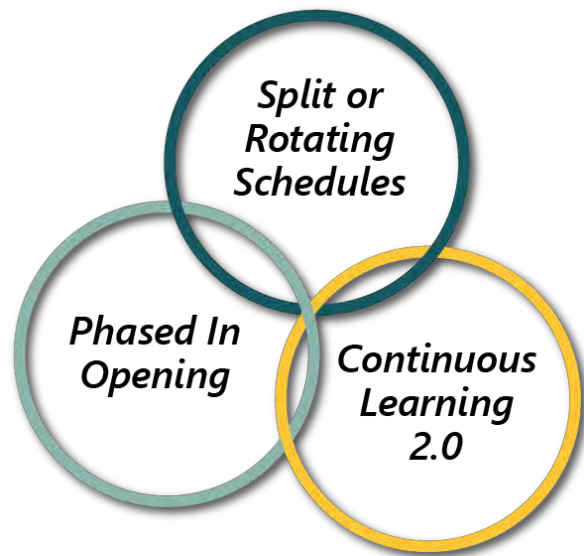 Split or
Rotating
Schedules
Phased In
Opening
Continuous
Learning
2.0